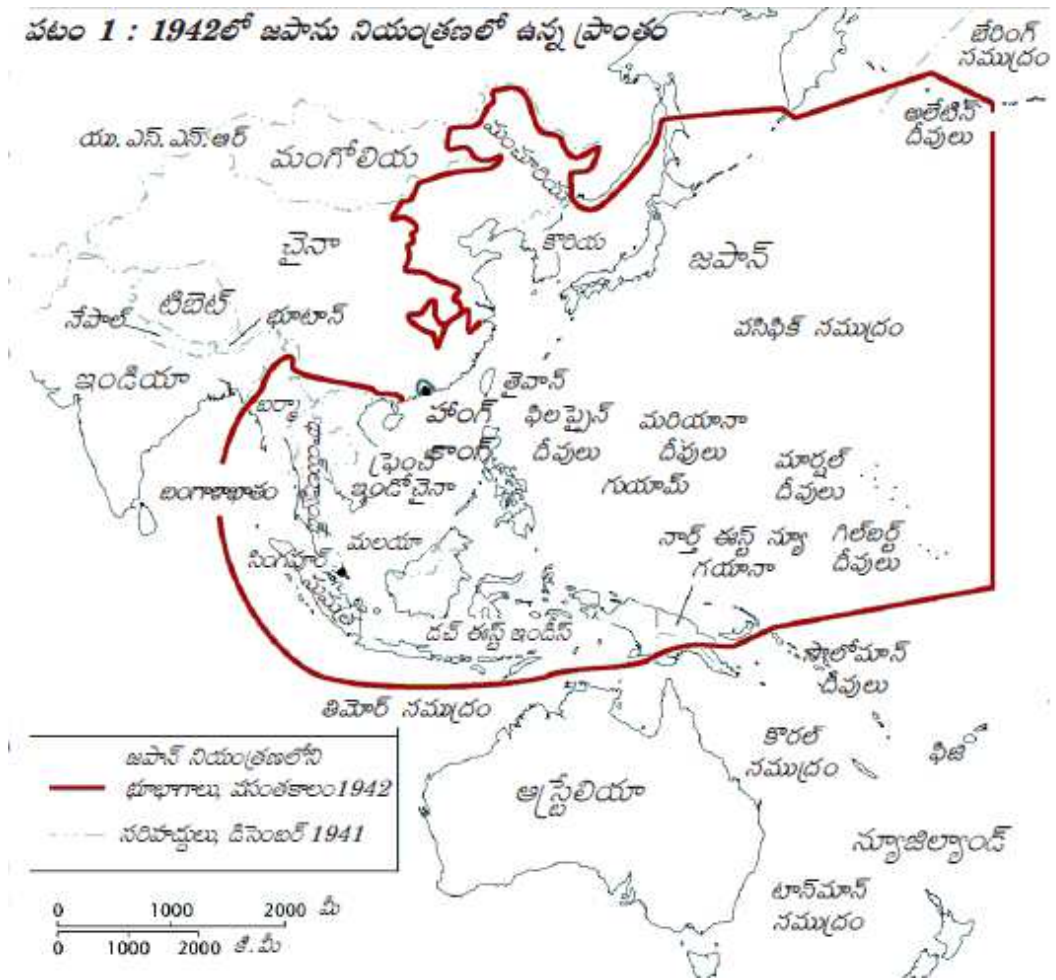 పటం 1 : 1942లో జపాను నియంత్రణలో ఉన్న ప్రాంతం
బేరింగ్
సముద్రం
అలేటిన్
దీవులు
యు.ఎస్.ఎస్.ఆర్
మంగోలియ
మంచూరియ
చైనా
కొరియ
జపాన్
టిబెట్
నేపాల్
భూటాన్
పసిఫిక్ సముద్రం
ఇండియా
బర్మా
తైవాన్
హాంగ్
కాంగ్
ఫిలిప్పైన్
దీవులు
మరియానా
దీవులు
మార్షల్
దీవులు
ఫ్రెంచి
ఇండోచైనా
గుయామ్
బంగాళాఖాతం
మలయా
సింగపూర్
సుమత్ర
నార్త్ ఈస్ట్ న్యూ
గయానా
గిల్‌బర్ట్
దీవులు
డచ్ ఈస్ట్ ఇండీస్
సొలోమాన్
దీవులు
తిమోర్ సముద్రం
కొరల్
సముద్రం
ఫిజి
ఆస్ట్రేలియా
న్యూజిల్యాండ్
టాస్‌మాన్
సముద్రం
జపాన్ నియంత్రణలోని
భూభాగాలు, వసంతకాలం 1942
సరిహద్దులు, డిసెంబర్ 1941
0 1000 2000 మీ
0 1000 2000 కి.మీ